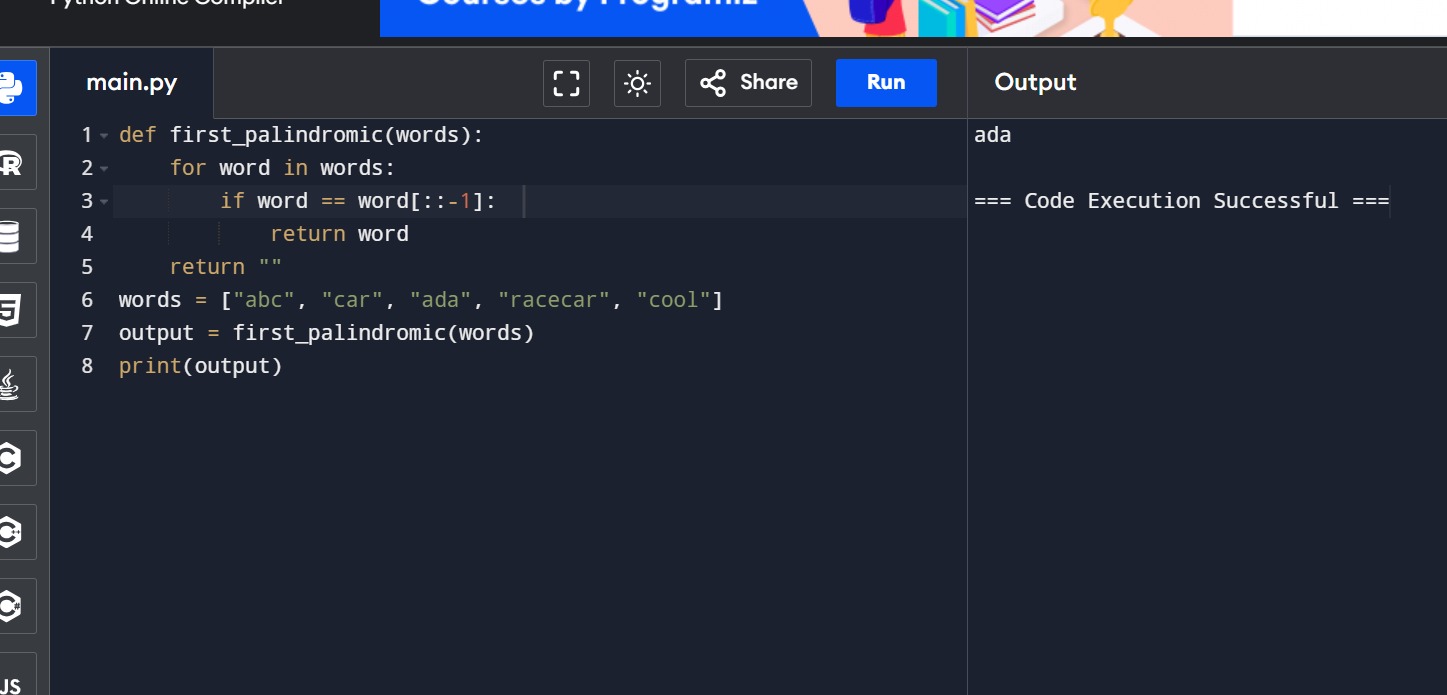 Python Online Compiler
Courses by Programiz
main.py
Share
Run
Output
1 def first_palindromic(words):
2     for word in words:
3         if word == word[::-1]:
4             return word
5     return ""
6 words = ["abc", "car", "ada", "racecar", "cool"]
7 output = first_palindromic(words)
8 print(output)
ada
=== Code Execution Successful ===
R
5
C
C++
C#
JS